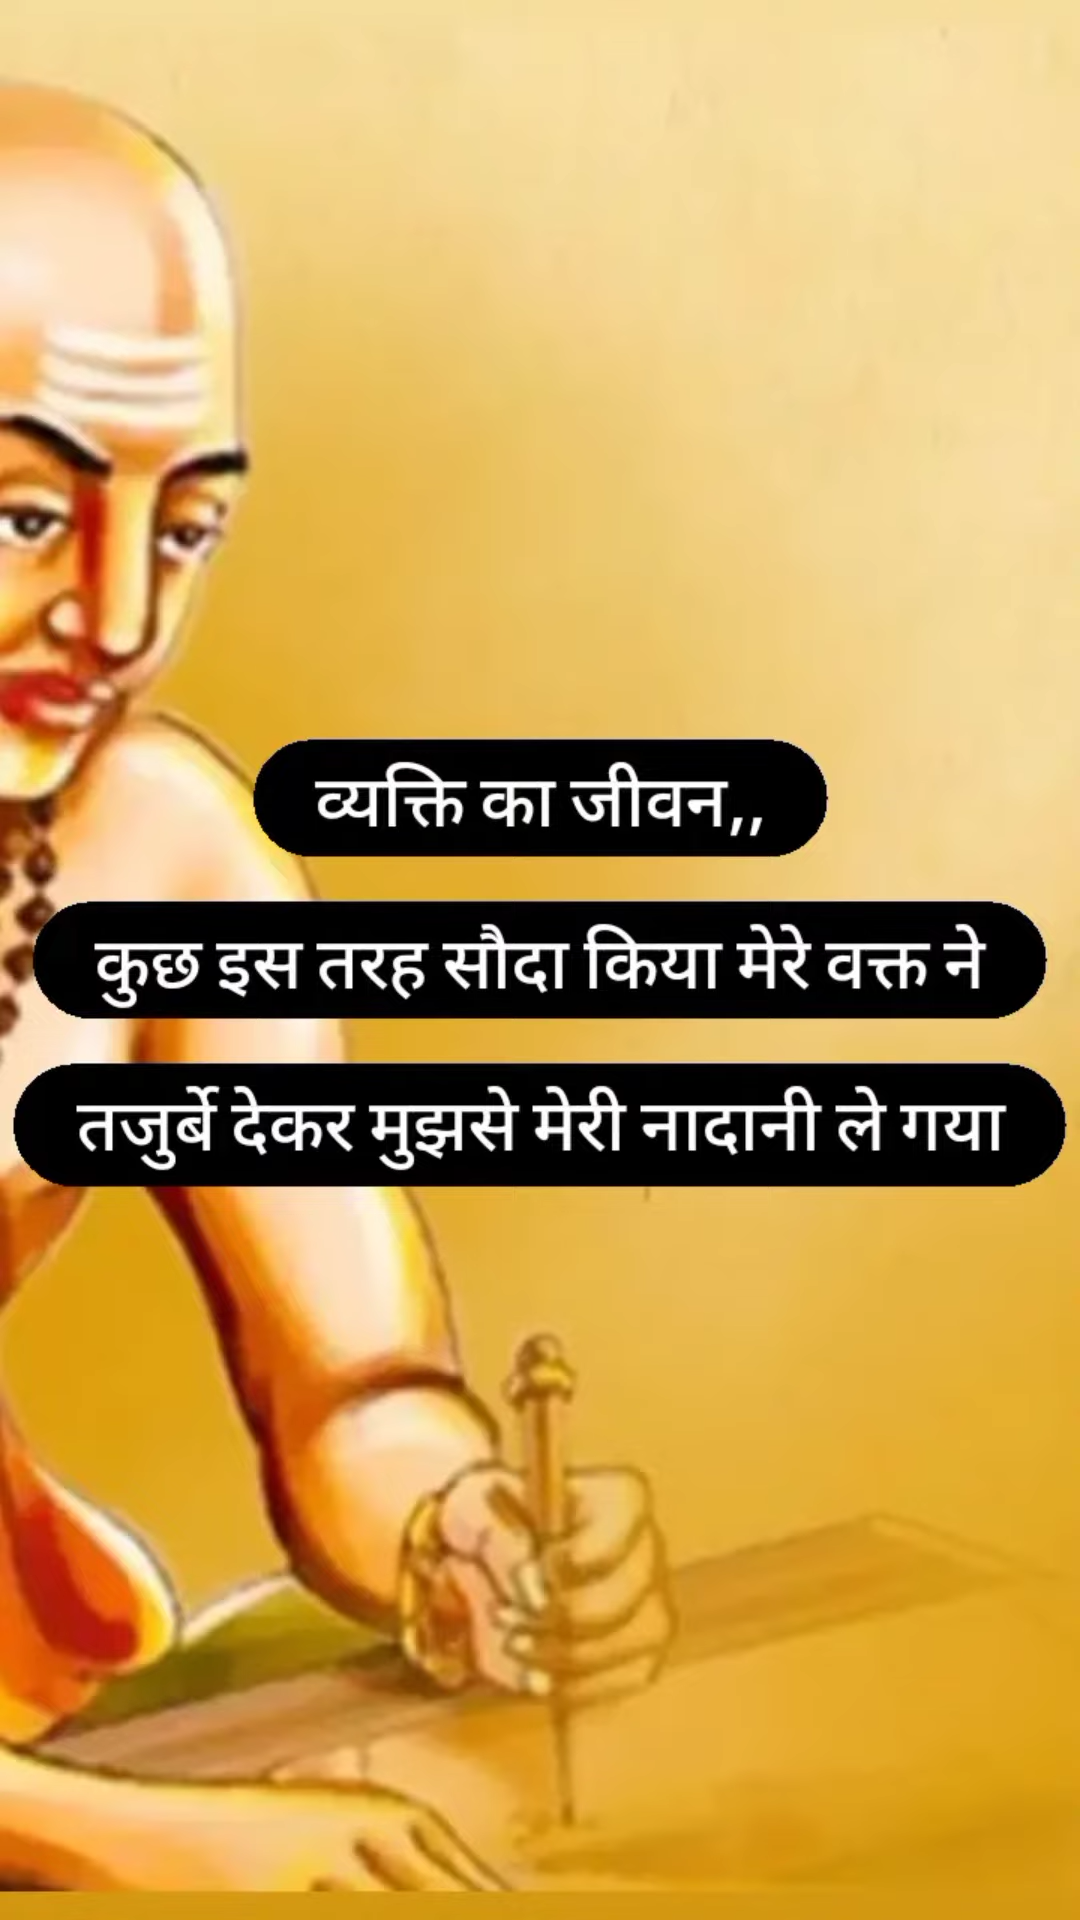 व्यक्ति का जीवन,,
कुछ इस तरह सौदा किया मेरे वक्त ने
तजुर्बे देकर मुझसे मेरी नादानी ले गया